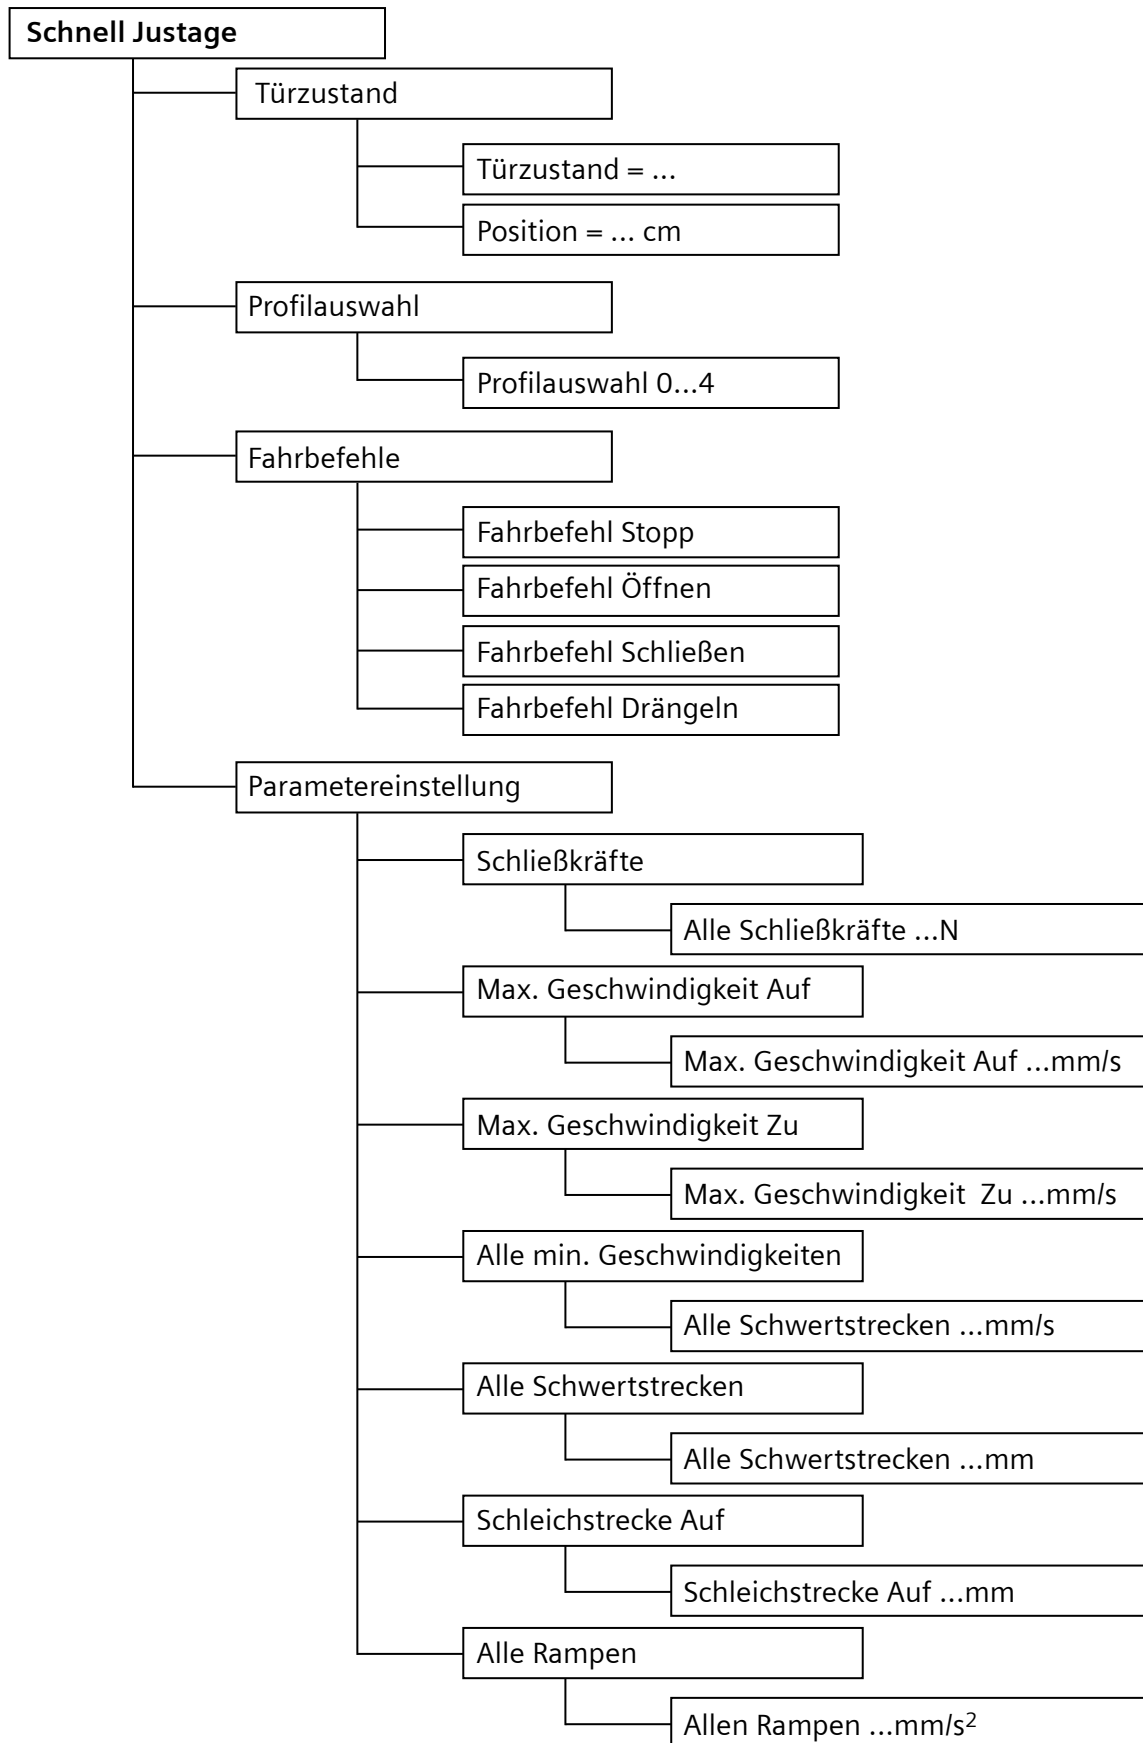 Schnell Justage
Türzustand
Türzustand = ...
Position = ... cm
Profilauswahl
Profilauswahl 0...4
Fahrbefehle
Fahrbefehl Stopp
Fahrbefehl Öffnen
Fahrbefehl Schließen
Fahrbefehl Drängeln
Parametereinstellung
Schließkräfte
Alle Schließkräfte ...N
Max. Geschwindigkeit Auf
Max. Geschwindigkeit Auf ...mm/s
Max. Geschwindigkeit Zu
Max. Geschwindigkeit Zu ...mm/s
Alle min. Geschwindigkeiten
Alle Schwertstrecken ...mm/s
Alle Schwertstrecken
Alle Schwertstrecken ...mm
Schleichstrecke Auf
Schleichstrecke Auf ...mm
Alle Rampen
Allen Rampen ...mm/s²